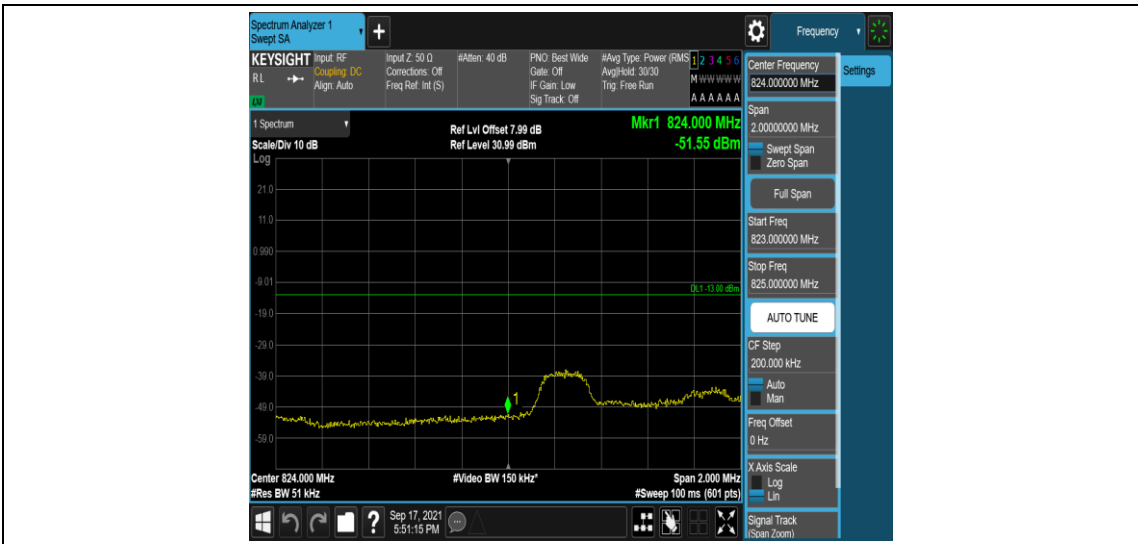 Spectrum Analyzer 1
Swept SA
+
Frequency
KEYSIGHT
RL
LXI
Input: RF
Coupling: DC
Align: Auto
Input Z: 50 Ω
Corrections: Off
Freq Ref: Int (S)
#Atten: 40 dB
PNO: Best Wide
Gate: Off
IF Gain: Low
Sig Track: Off
#Avg Type: Power (RMS
Avg|Hold: 30/30
Trig: Free Run
1 2 3 4 5 6
M W W W W W
A A A A A A
1 Spectrum
Scale/Div 10 dB
Log
Ref Lvl Offset 7.99 dB
Ref Level 30.99 dBm
Mkr1 824.000 MHz
-51.55 dBm
21.0
11.0
0.990
-9.01
DL1 -13.00 dBm
-19.0
-29.0
-39.0
1
-49.0
-59.0
Center 824.000 MHz
#Res BW 51 kHz
#Video BW 150 kHz*
Span 2.000 MHz
#Sweep 100 ms (601 pts)
?
Sep 17, 2021
5:51:15 PM
Center Frequency
824.000000 MHz
Settings
Span
2.00000000 MHz
Swept Span
Zero Span
Full Span
Start Freq
823.000000 MHz
Stop Freq
825.000000 MHz
AUTO TUNE
CF Step
200.000 kHz
Auto
Man
Freq Offset
0 Hz
X Axis Scale
Log
Lin
Signal Track
(Span Zoom)